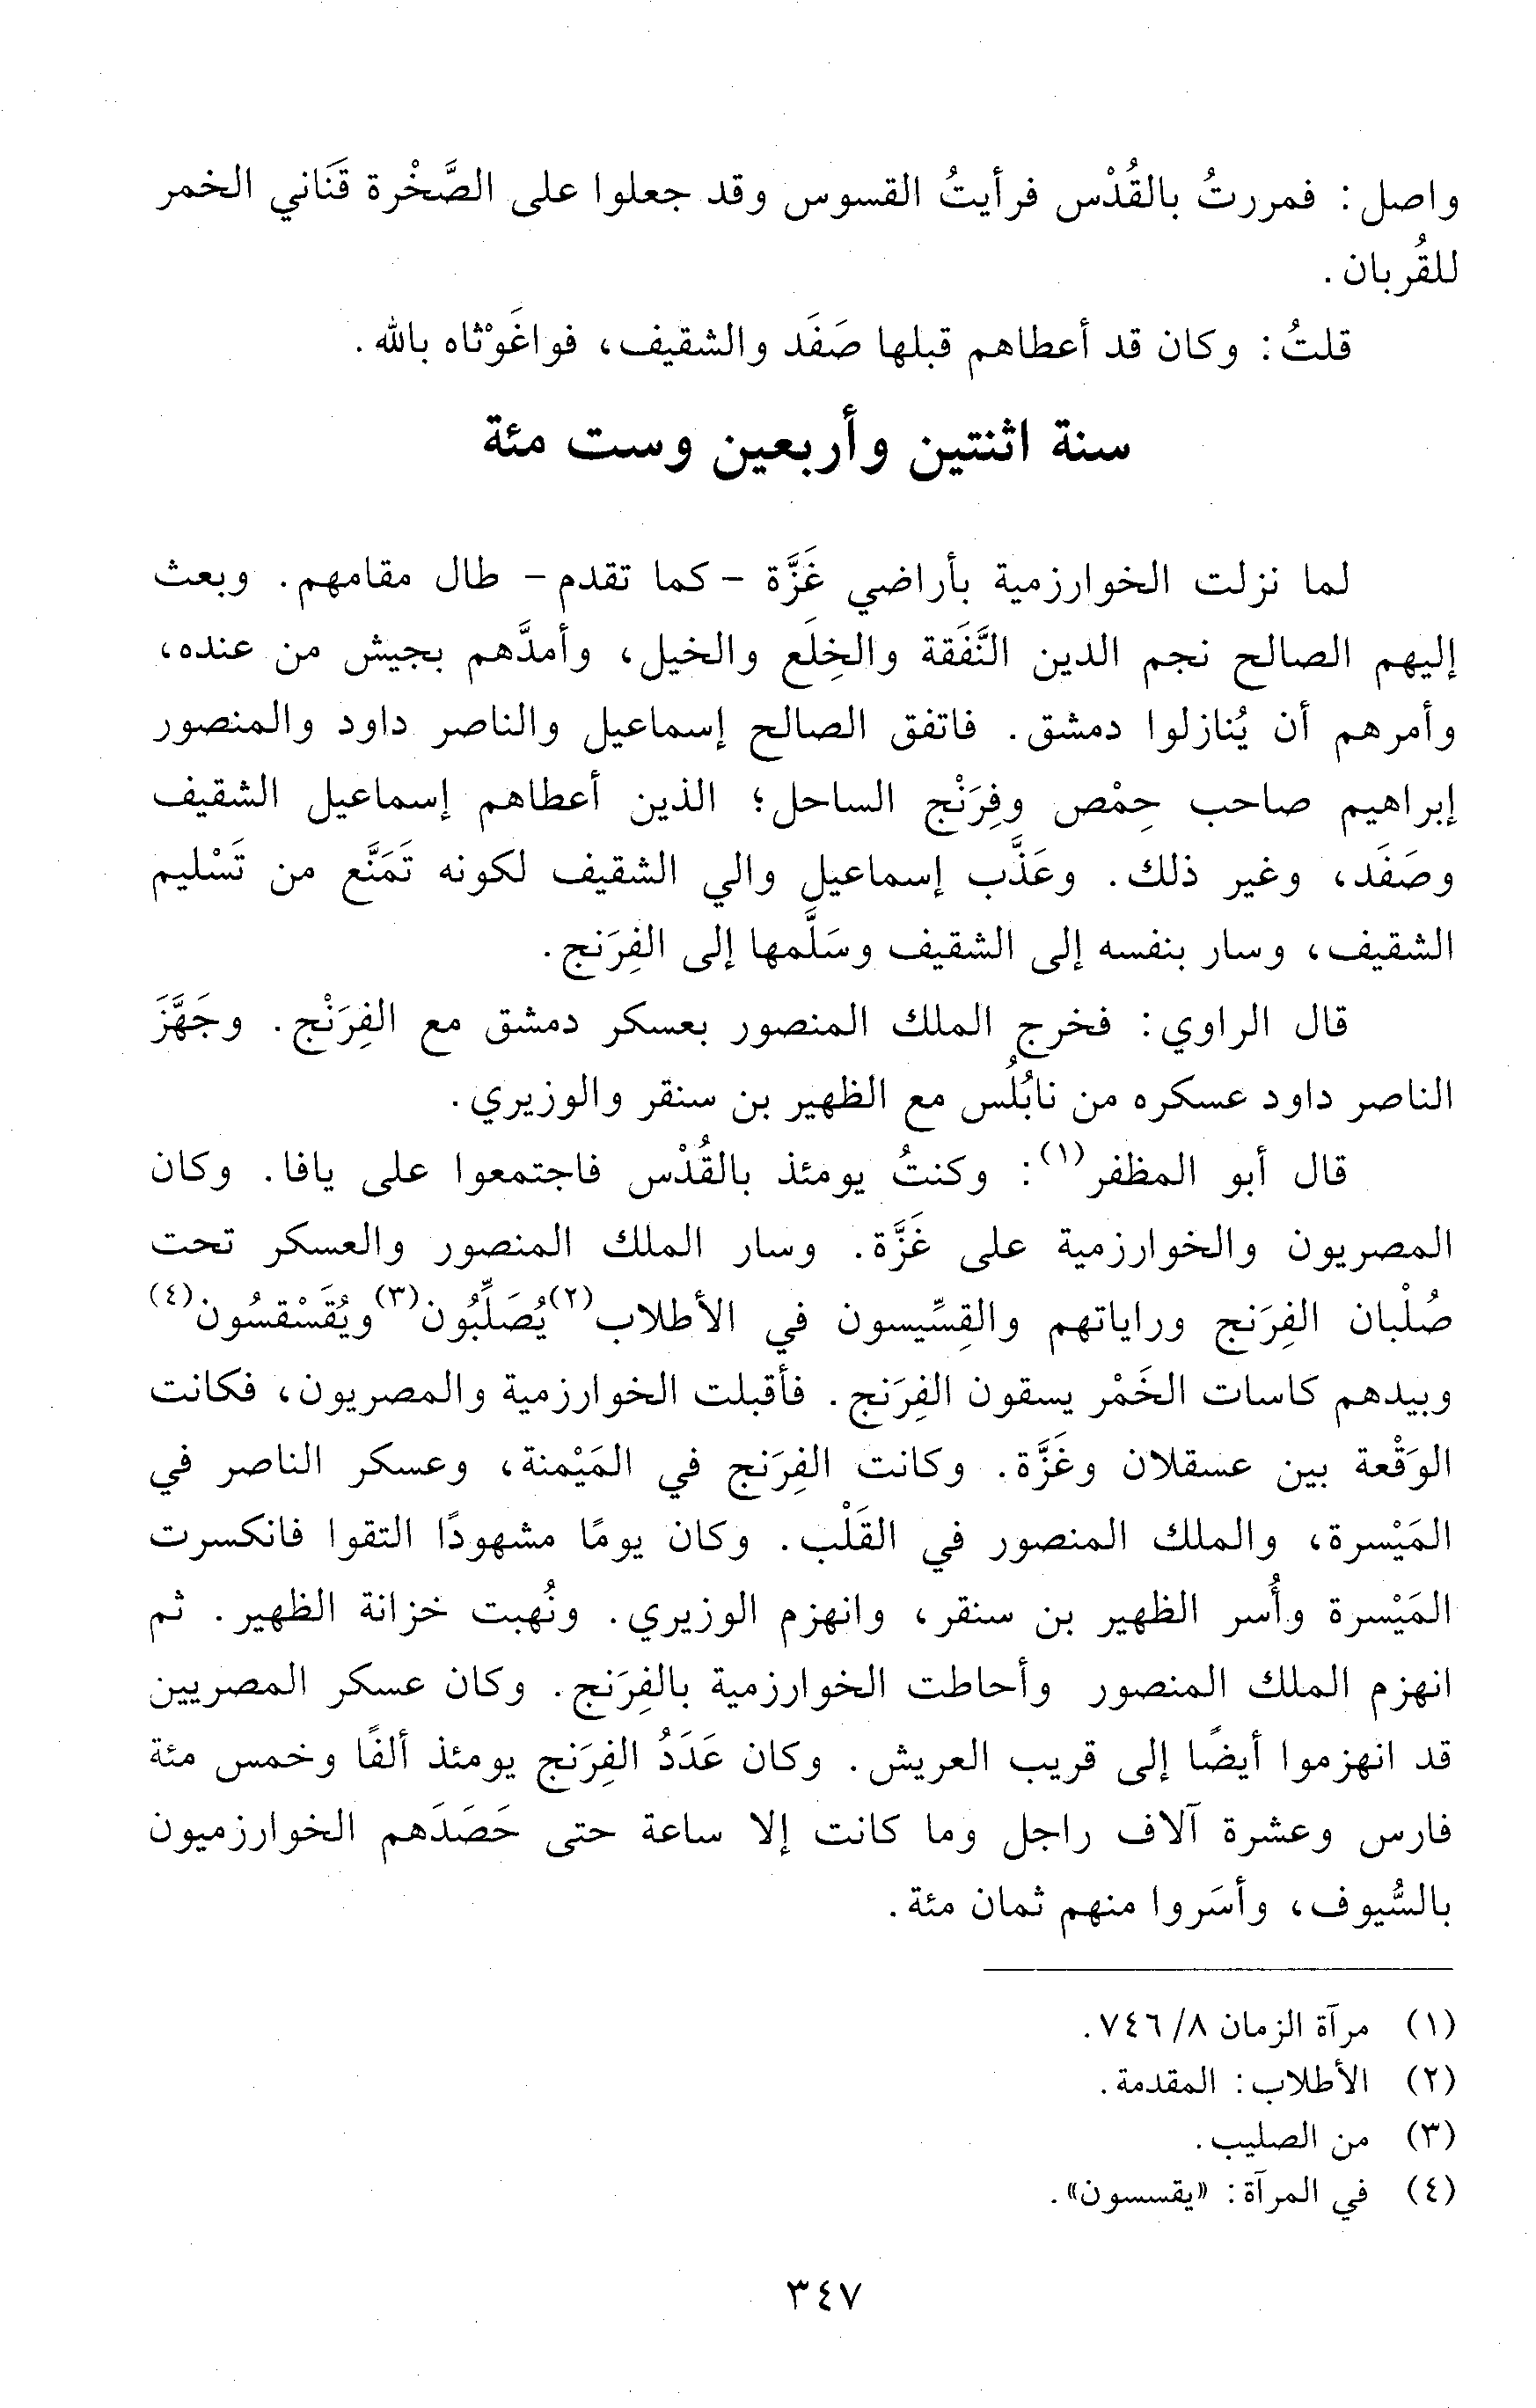 واصل: فمررتُ بالقُدْس فرأيتُ القسوس وقد جعلوا على الصَّخْرة قَنَاني الخمر
للقُربان.
قلتُ: وكان قد أعطاهم قبلها صَفَد والشقيف، فواغَوْثاه بالله.
سنة اثنتين وأربعين وست مئة
لما نزلت الخوارزمية بأراضي غَزَّة - كما تقدم - طال مقامهم. وبعث
إليهم الصالح نجم الدين النَّفَقة والخِلَع والخيل، وأمدَّهم بجيش من عنده،
وأمرهم أن يُنازلوا دمشق. فاتفق الصالح إسماعيل والناصر داود والمنصور
إبراهيم صاحب حِمْص وفِرَنْج الساحل؛ الذين أعطاهم إسماعيل الشقيف
وصَفَد، وغير ذلك. وعَذَّب إسماعيل والي الشقيف لكونه تَمَنَّع من تَسْليم
الشقيف، وسار بنفسه إلى الشقيف وسَلَّمها إلى الفِرَنج.
قال الراوي: فخرج الملك المنصور بعسكر دمشق مع الفِرَنْج. وجَهَّزَ
الناصر داود عسكره من نابُلُس مع الظهير بن سنقر والوزيري.
قال أبو المظفر(١): وكنتُ يومئذ بالقُدْس فاجتمعوا على يافا. وكان
المصريون والخوارزمية على غَزَّة. وسار الملك المنصور والعسكر تحت
صُلْبان الفِرَنج وراياتهم والقِسِّيسون في الأطلاب(٢) يُصَلِّبُون(٣) ويُقَسْقسُون(٤)
وبيدهم كاسات الخَمْر يسقون الفِرَنج. فأقبلت الخوارزمية والمصريون، فكانت
الوَقْعة بين عسقلان وغَزَّة. وكانت الفِرَنج في المَيْمنة، وعسكر الناصر في
المَيْسرة، والملك المنصور في القَلْب. وكان يومًا مشهودًا التقوا فانكسرت
المَيْسرة وأُسر الظهير بن سنقر، وانهزم الوزيري. ونُهبت خزانة الظهير. ثم
انهزم الملك المنصور وأحاطت الخوارزمية بالفِرَنج. وكان عسكر المصريين
قد انهزموا أيضًا إلى قريب العريش. وكان عَدَدُ الفِرَنج يومئذ ألفًا وخمس مئة
فارس وعشرة آلاف راجل وما كانت إلا ساعة حتى حَصَدَهم الخوارزميون
بالسُّيوف، وأسَروا منهم ثمان مئة.
(١) مرآة الزمان ٨/ ٧٤٦.
(٢) الأطلاب: المقدمة.
(٣) من الصليب.
(٤) في المرآة: «يقسسون».
٣٤٧